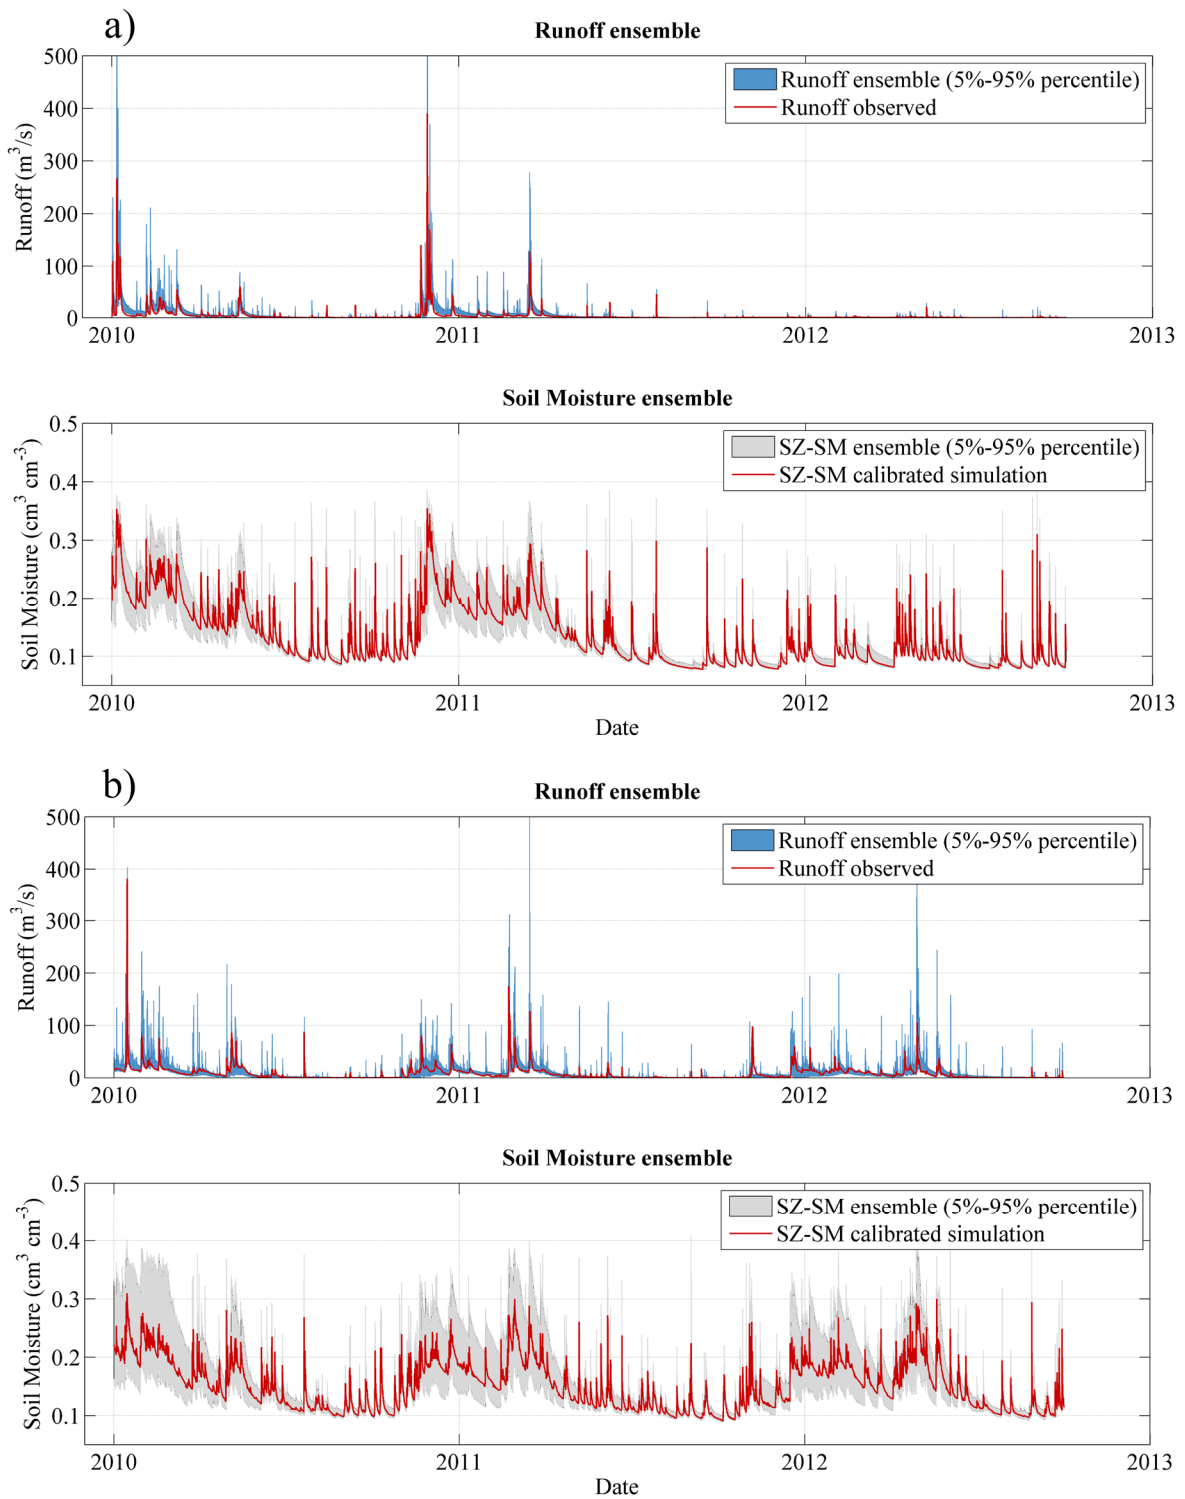 a)
Runoff ensemble
Runoff (m³/s)
500
400
300
200
100
0
Runoff ensemble (5%-95% percentile)
Runoff observed
2010 2011 2012 2013
Soil Moisture ensemble
Soil Moisture (cm³ cm⁻³)
0.5
0.4
0.3
0.2
0.1
SZ-SM ensemble (5%-95% percentile)
SZ-SM calibrated simulation
2010 2011 2012 2013
Date
b)
Runoff ensemble
Runoff (m³/s)
500
400
300
200
100
0
Runoff ensemble (5%-95% percentile)
Runoff observed
2010 2011 2012 2013
Soil Moisture ensemble
Soil Moisture (cm³ cm⁻³)
0.5
0.4
0.3
0.2
0.1
SZ-SM ensemble (5%-95% percentile)
SZ-SM calibrated simulation
2010 2011 2012 2013
Date